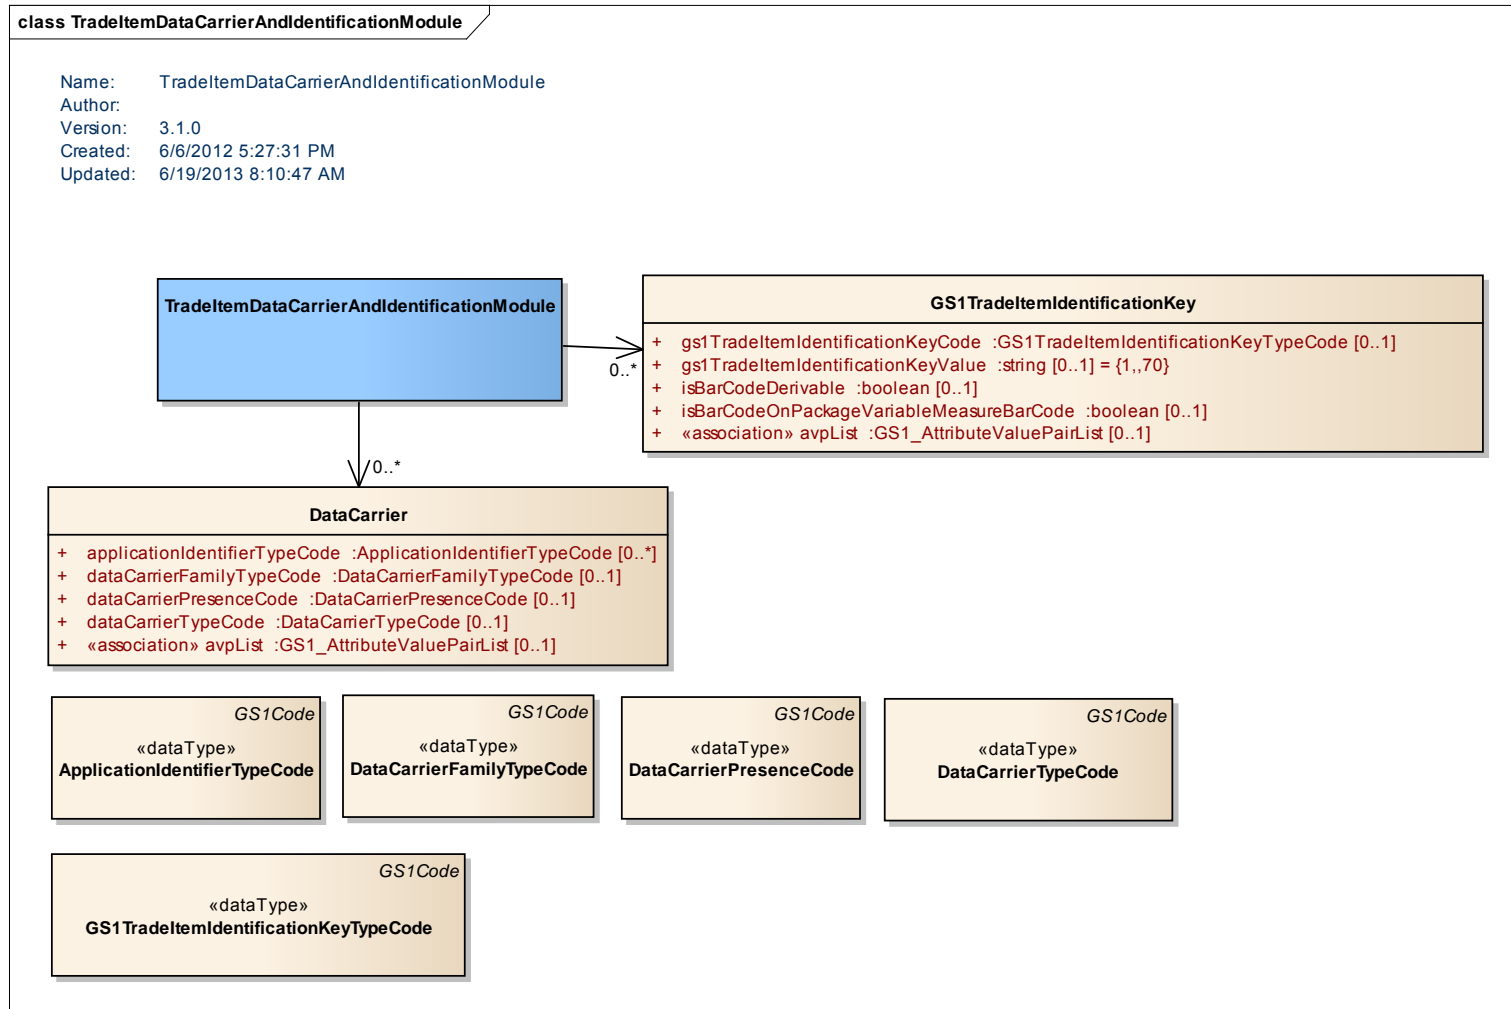 class TradeItemDataCarrierAndIdentificationModule
Name: TradeItemDataCarrierAndIdentificationModule
Author:
Version: 3.1.0
Created: 6/6/2012 5:27:31 PM
Updated: 6/19/2013 8:10:47 AM
TradeItemDataCarrierAndIdentificationModule
GS1TradeItemIdentificationKey
+ gs1TradeItemIdentificationKeyCode :GS1TradeItemIdentificationKeyTypeCode [0..1]
+ gs1TradeItemIdentificationKeyValue :string [0..1] = {1,,70}
+ isBarCodeDerivable :boolean [0..1]
+ isBarCodeOnPackageVariableMeasureBarCode :boolean [0..1]
+ «association» avpList :GS1_AttributeValuePairList [0..1]
0..*
0..*
DataCarrier
+ applicationIdentifierTypeCode :ApplicationIdentifierTypeCode [0..*]
+ dataCarrierFamilyTypeCode :DataCarrierFamilyTypeCode [0..1]
+ dataCarrierPresenceCode :DataCarrierPresenceCode [0..1]
+ dataCarrierTypeCode :DataCarrierTypeCode [0..1]
+ «association» avpList :GS1_AttributeValuePairList [0..1]
GS1Code
«dataType»
ApplicationIdentifierTypeCode
GS1Code
«dataType»
DataCarrierFamilyTypeCode
GS1Code
«dataType»
DataCarrierPresenceCode
GS1Code
«dataType»
DataCarrierTypeCode
GS1Code
«dataType»
GS1TradeItemIdentificationKeyTypeCode